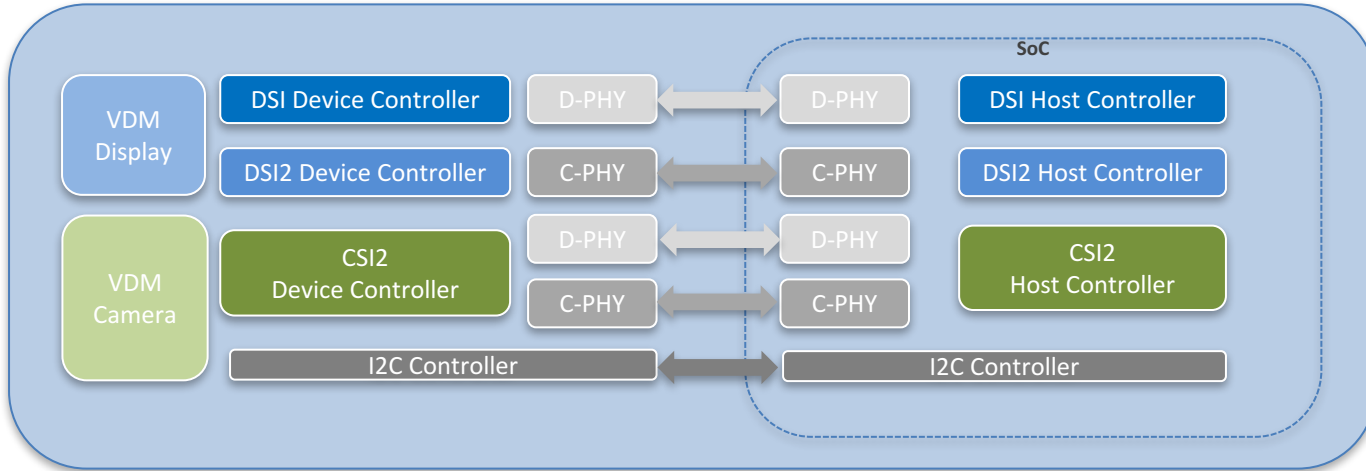 SoC
VDM
Display
DSI Device Controller
D-PHY
D-PHY
DSI Host Controller
DSI2 Device Controller
C-PHY
C-PHY
DSI2 Host Controller
VDM
Camera
CSI2
Device Controller
D-PHY
D-PHY
C-PHY
C-PHY
CSI2
Host Controller
I2C Controller
I2C Controller